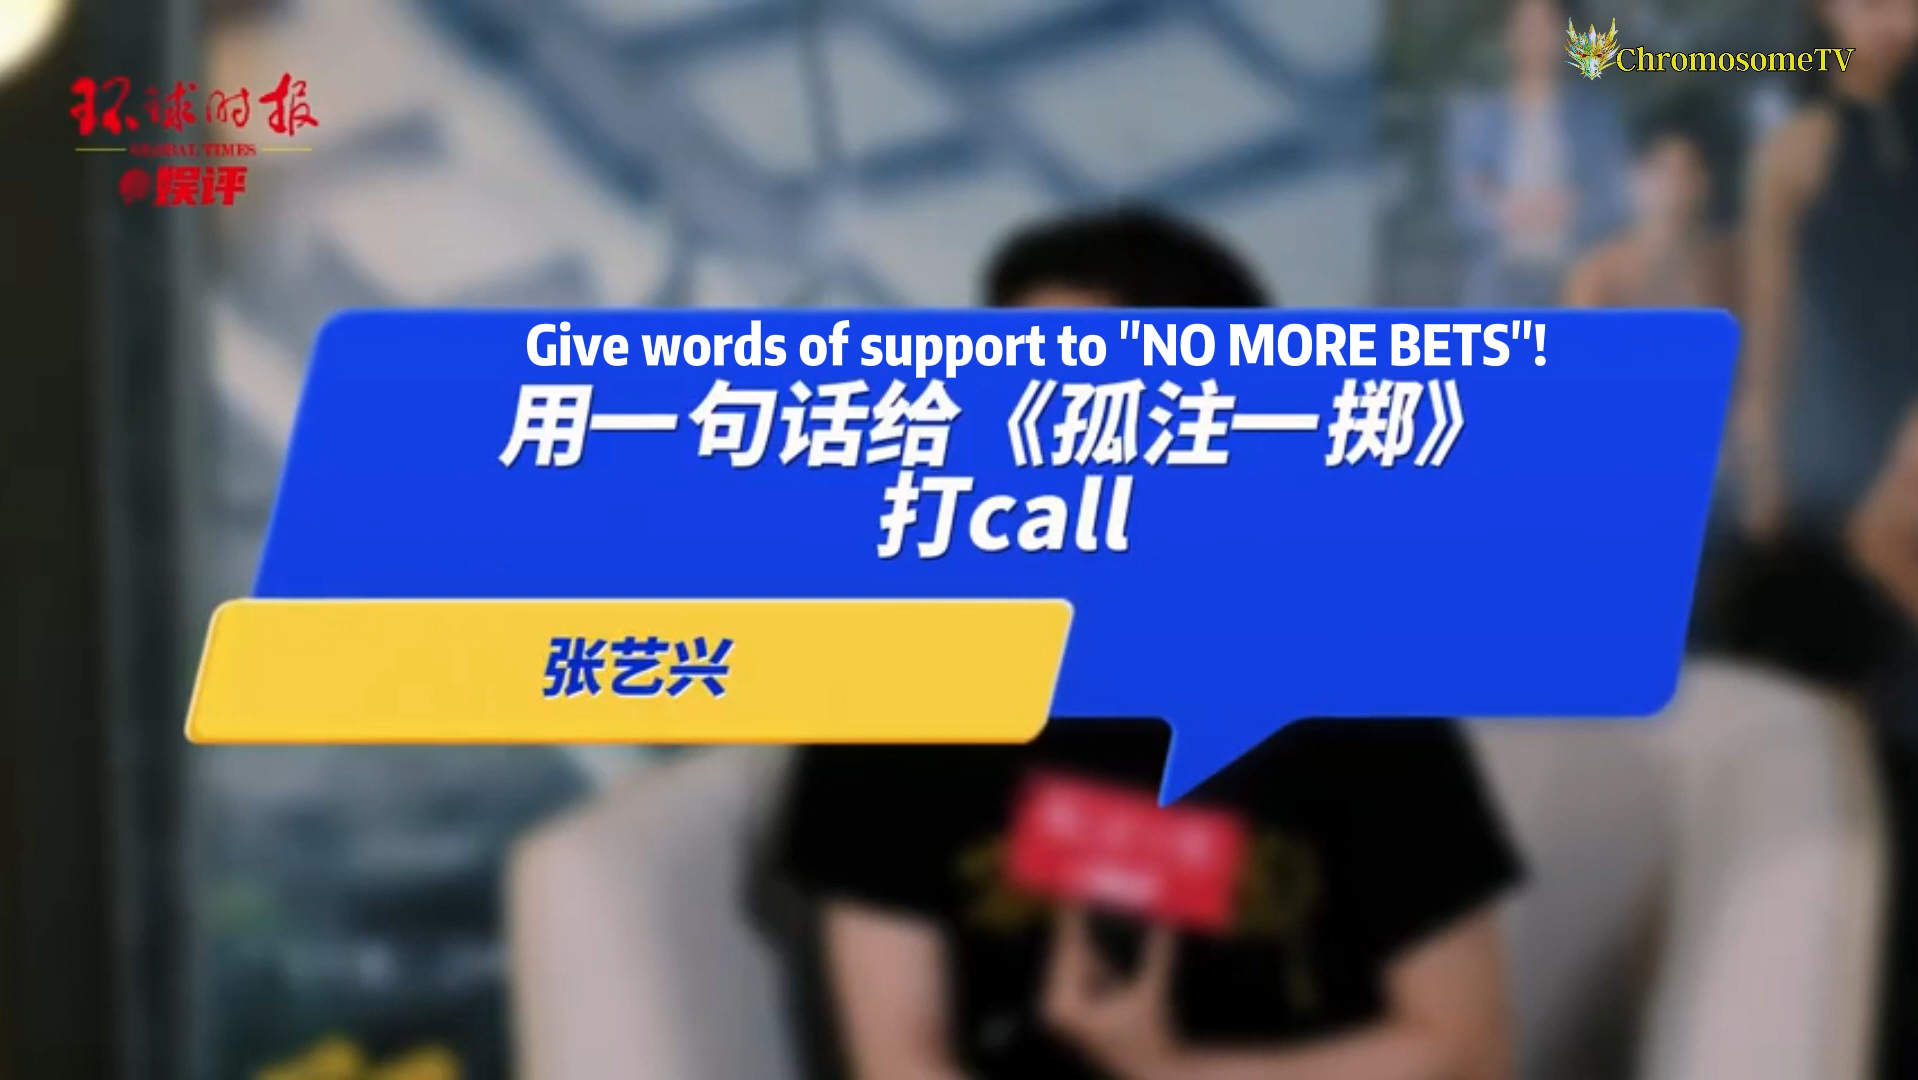 ChromosomeTV
环球时报
GLOBAL TIMES
娱评
Give words of support to "NO MORE BETS"!
用一句话给《孤注一掷》
打call
张艺兴